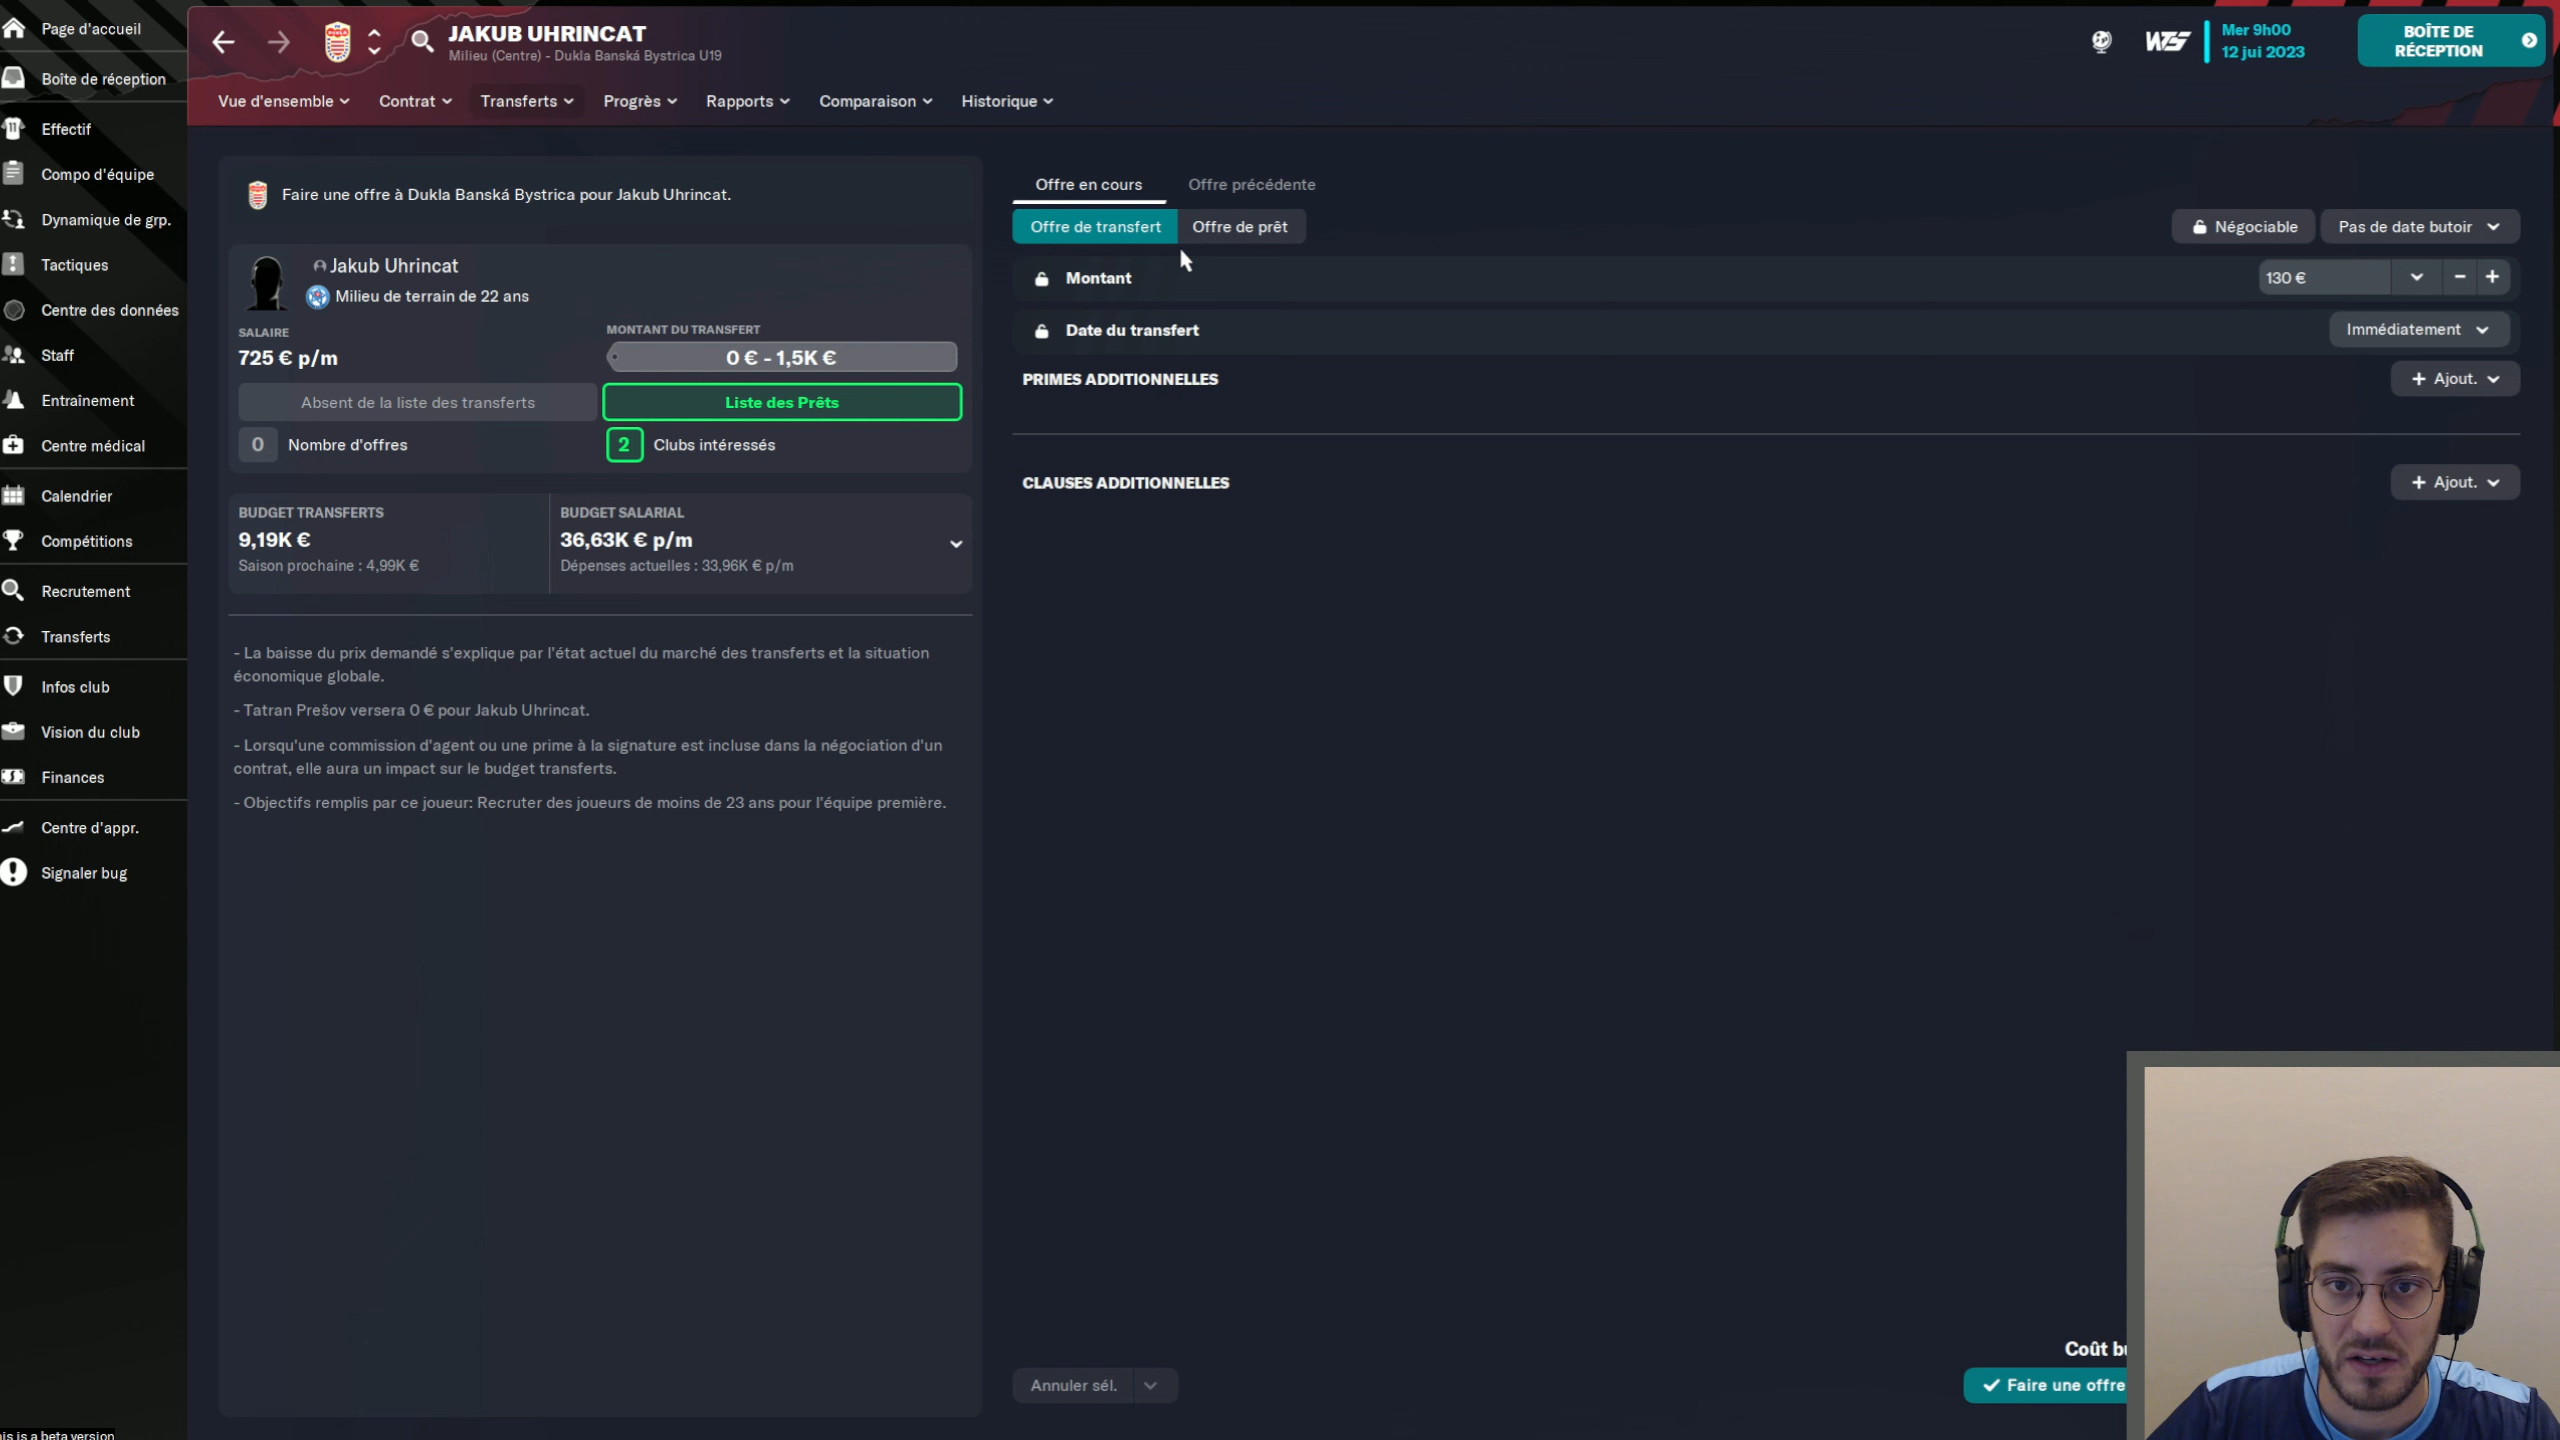 Page d'accueil
Boîte de réception
Effectif
Compo d'équipe
Dynamique de grp.
Tactiques
Centre des données
Staff
Entraînement
Centre médical
Calendrier
Compétitions
Recrutement
Transferts
Infos club
Vision du club
Finances
Centre d'appr.
Signaler bug
is is a beta version
JAKUB UHRINCAT
Milieu (Centre) - Dukla Banská Bystrica U19
Mer 9h00
12 jui 2023
BOÎTE DE
RÉCEPTION
Vue d'ensemble
Contrat
Transferts
Progrès
Rapports
Comparaison
Historique
Faire une offre à Dukla Banská Bystrica pour Jakub Uhrincat.
Jakub Uhrincat
Milieu de terrain de 22 ans
SALAIRE
725 € p/m
MONTANT DU TRANSFERT
0 € - 1,5K €
Absent de la liste des transferts
Liste des Prêts
0 Nombre d'offres
2 Clubs intéressés
BUDGET TRANSFERTS
9,19K €
Saison prochaine : 4,99K €
BUDGET SALARIAL
36,63K € p/m
Dépenses actuelles : 33,96K € p/m
- La baisse du prix demandé s'explique par l'état actuel du marché des transferts et la situation
économique globale.
- Tatran Prešov versera 0 € pour Jakub Uhrincat.
- Lorsqu'une commission d'agent ou une prime à la signature est incluse dans la négociation d'un
contrat, elle aura un impact sur le budget transferts.
- Objectifs remplis par ce joueur: Recruter des joueurs de moins de 23 ans pour l'équipe première.
Offre en cours
Offre précédente
Offre de transfert
Offre de prêt
Négociable
Pas de date butoir
Montant
130 €
Date du transfert
Immédiatement
PRIMES ADDITIONNELLES
+ Ajout.
CLAUSES ADDITIONNELLES
+ Ajout.
Annuler sél.
Coût bu
Faire une offre